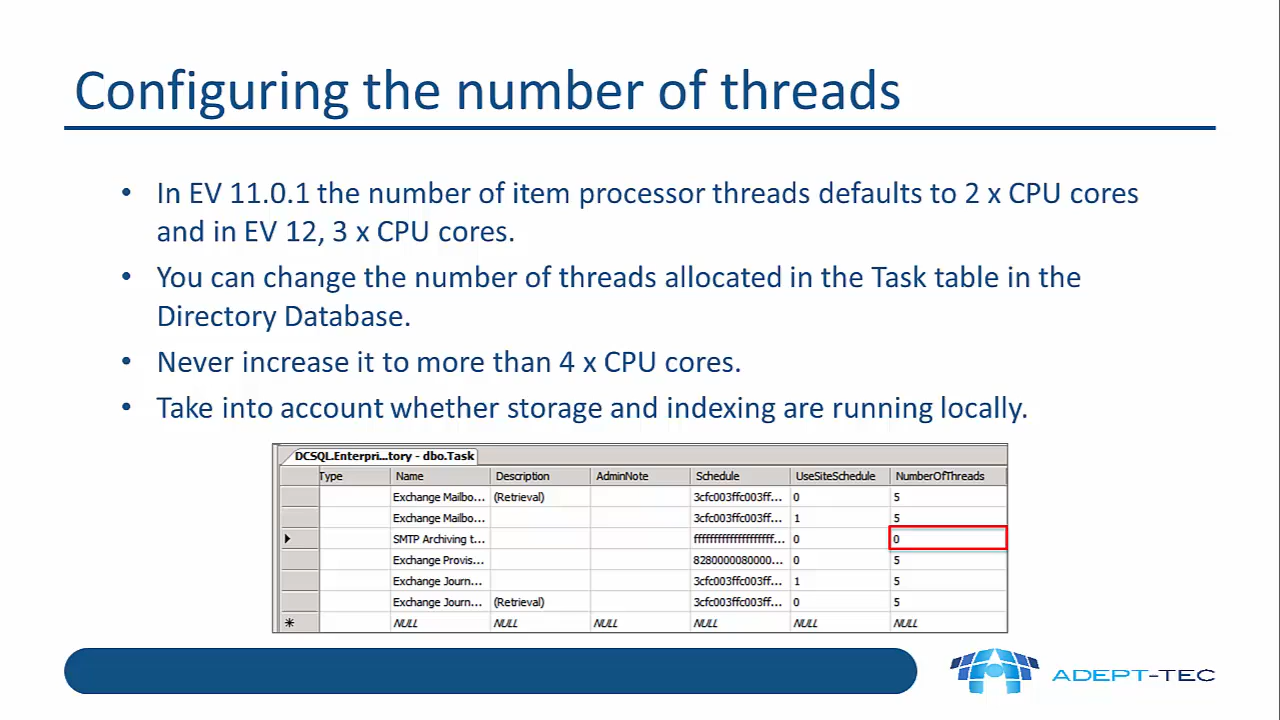 Configuring the number of threads
• In EV 11.0.1 the number of item processor threads defaults to 2 x CPU cores
and in EV 12, 3 x CPU cores.
• You can change the number of threads allocated in the Task table in the
Directory Database.
• Never increase it to more than 4 x CPU cores.
• Take into account whether storage and indexing are running locally.
DCSQL.Enterpri...tory - dbo.Task
Type Name Description AdminNote Schedule UseSiteSchedule NumberOfThreads
Exchange Mailbo... (Retrieval) 3cfc003ffc003ff... 0 5
Exchange Mailbo... 3cfc003ffc003ff... 1 5
SMTP Archiving t... ffffffffffffffffffff... 0 0
Exchange Provis... 8280000080000... 0 5
Exchange Journ... 3cfc003ffc003ff... 1 5
Exchange Journ... (Retrieval) 3cfc003ffc003ff... 0 5
NULL NULL NULL NULL NULL NULL
ADEPT-TEC